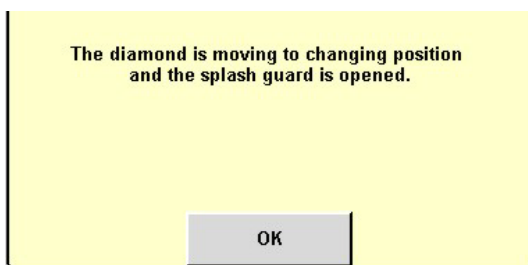 The diamond is moving to changing position
and the splash guard is opened.
OK